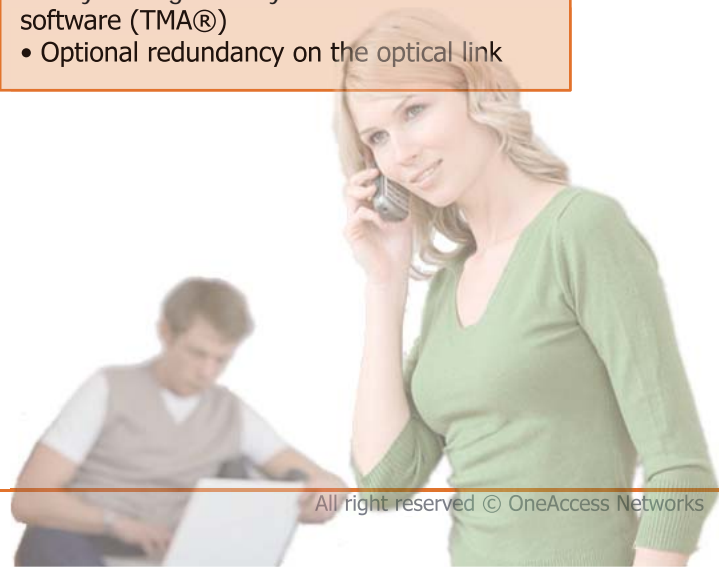 software (TMA®)
• Optional redundancy on the optical link
All right reserved © OneAccess Networks